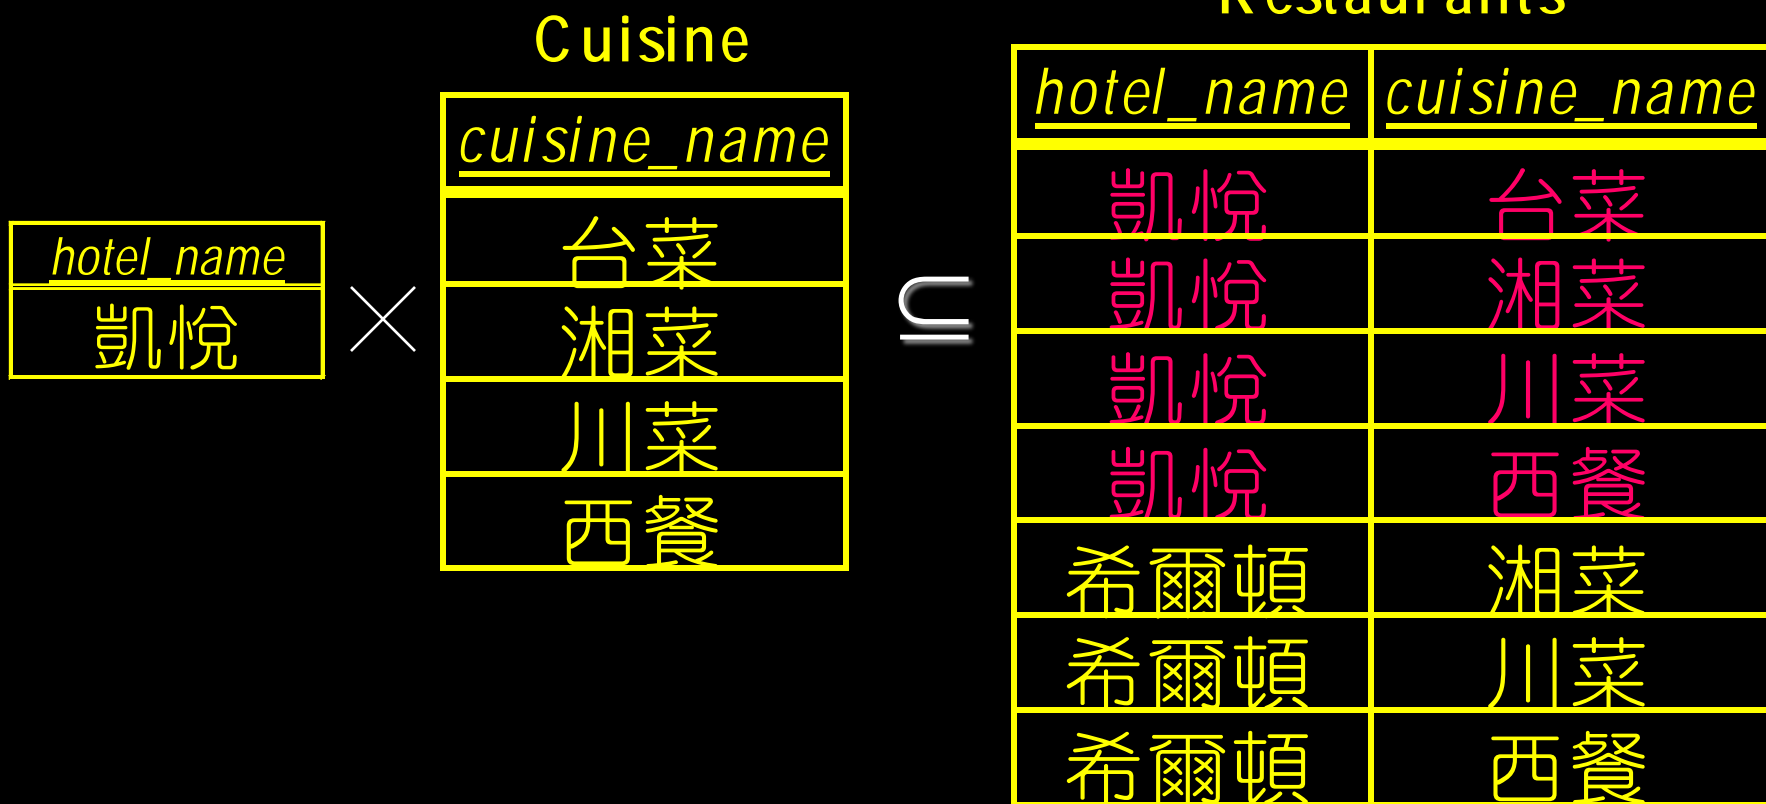 Restaurants
Cuisine
hotel_name cuisine_name
cuisine_name
凱悅 台菜
台菜
hotel_name
凱悅 湘菜
凱悅
×
湘菜
⊆
凱悅 川菜
川菜
凱悅 西餐
西餐
希爾頓 湘菜
希爾頓 川菜
希爾頓 西餐